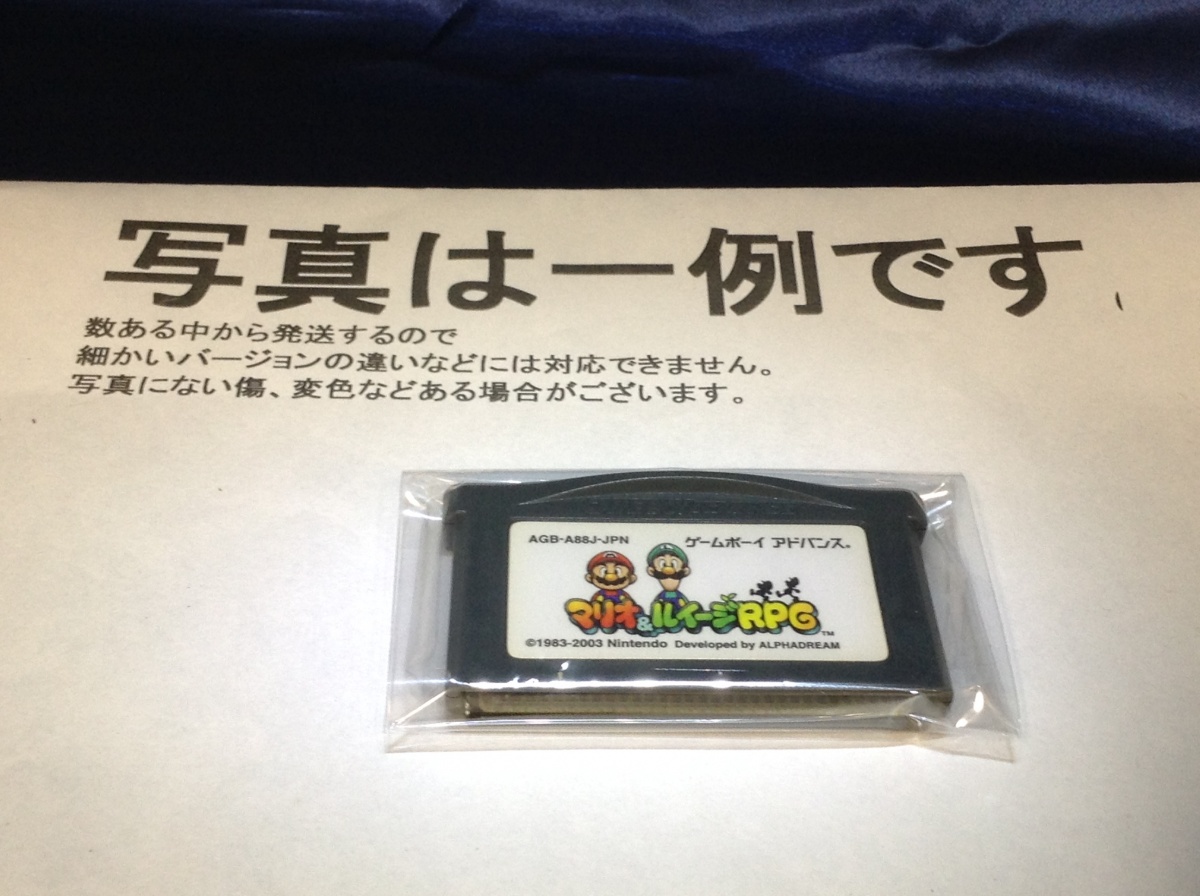 写真は一例です
数ある中から発送するので
細かいバージョンの違いなどには対応できません。
写真にない傷、変色などある場合がございます。
AGB-A88J-JPN ゲームボーイ アドバンス®
マリオ&ルイージRPG™
©1983-2003 Nintendo Developed by ALPHADREAM